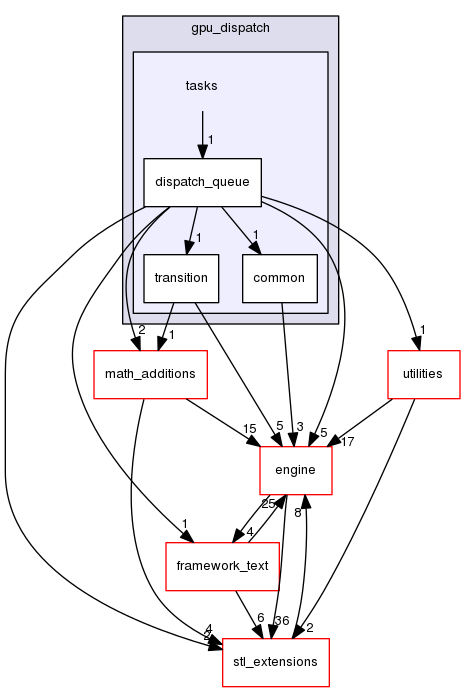 gpu_dispatch
tasks
1
dispatch_queue
1
1
transition
common
2
1
1
math_additions
utilities
15
5
3
5
17
engine
1
25
4
8
framework_text
6
36
4
2
2
stl_extensions